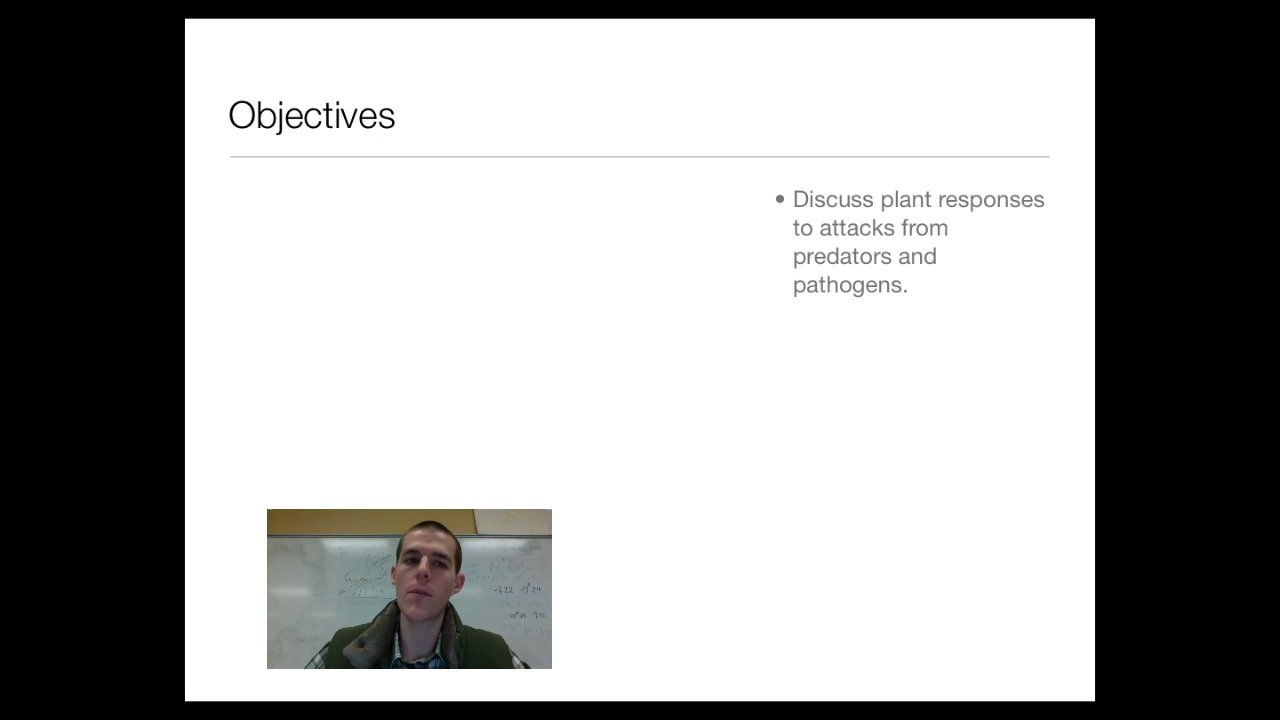 Objectives
• Discuss plant responses
to attacks from
predators and
pathogens.